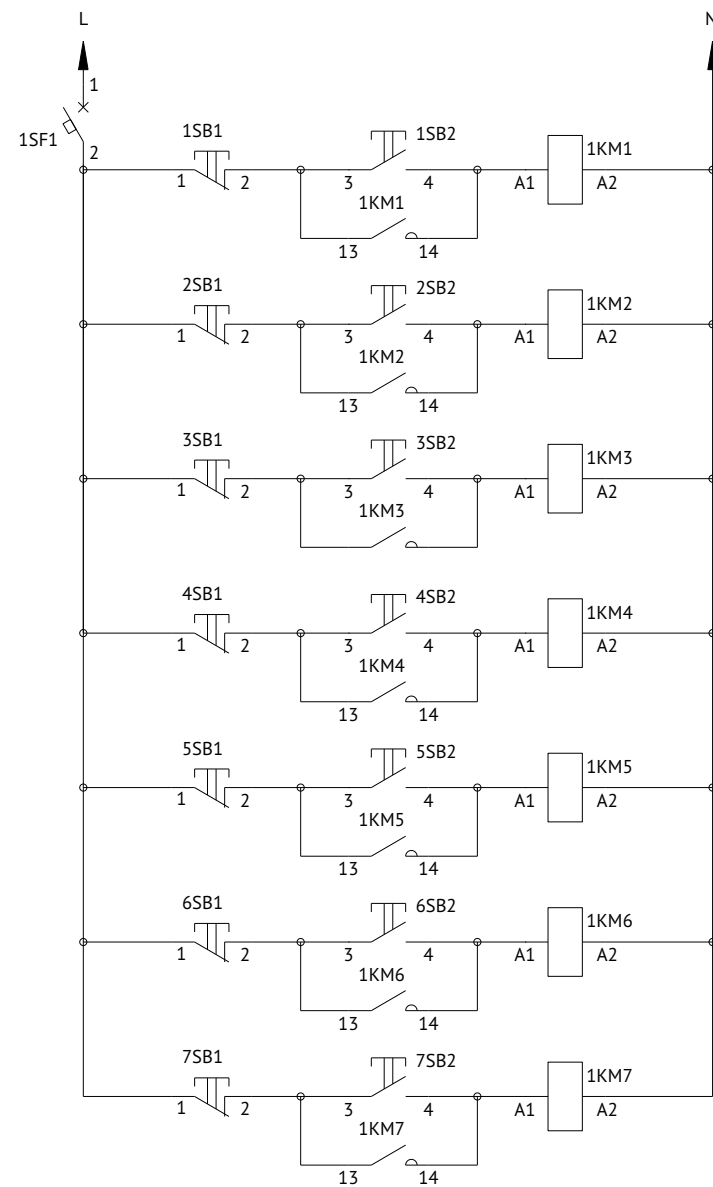 L N
1
1SF1
2
1SB1 1SB2 1KM1
1 2 3 4 A1 A2
1KM1
13 14
2SB1 2SB2 1KM2
1 2 3 4 A1 A2
1KM2
13 14
3SB1 3SB2 1KM3
1 2 3 4 A1 A2
1KM3
4SB1 4SB2 1KM4
1 2 3 4 A1 A2
1KM4
13 14
5SB1 5SB2 1KM5
1 2 3 4 A1 A2
1KM5
13 14
6SB1 6SB2 1KM6
1 2 3 4 A1 A2
1KM6
13 14
7SB1 7SB2 1KM7
1 2 3 4 A1 A2
1KM7
13 14